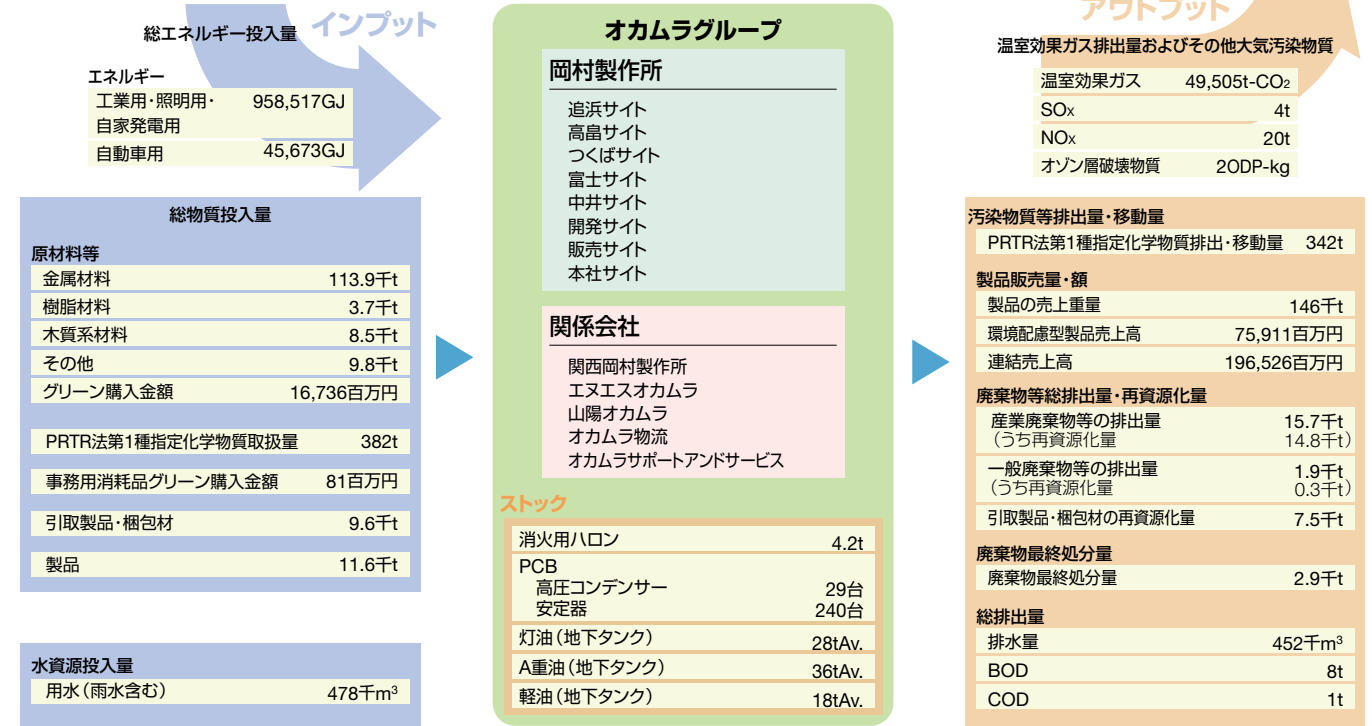 インプット
総エネルギー投入量
エネルギー
工業用・照明用・ 958,517GJ
自家発電用
自動車用 45,673GJ
総物質投入量
原材料等
金属材料 113.9千t
樹脂材料 3.7千t
木質系材料 8.5千t
その他 9.8千t
グリーン購入金額 16,736百万円
PRTR法第1種指定化学物質取扱量 382t
事務用消耗品グリーン購入金額 81百万円
引取製品・梱包材 9.6千t
製品 11.6千t
水資源投入量
用水（雨水含む） 478千m³
オカムラグループ
岡村製作所
追浜サイト
高畠サイト
つくばサイト
富士サイト
中井サイト
開発サイト
販売サイト
本社サイト
関係会社
関西岡村製作所
エヌエスオカムラ
山陽オカムラ
オカムラ物流
オカムラサポートアンドサービス
ストック
消火用ハロン 4.2t
PCB
高圧コンデンサー 29台
安定器 240台
灯油（地下タンク） 28tAv.
A重油（地下タンク） 36tAv.
軽油（地下タンク） 18tAv.
アウトプット
温室効果ガス排出量およびその他大気汚染物質
温室効果ガス 49,505t-CO₂
SOx 4t
NOx 20t
オゾン層破壊物質 2ODP-kg
汚染物質等排出量・移動量
PRTR法第1種指定化学物質排出・移動量 342t
製品販売量・額
製品の売上重量 146千t
環境配慮型製品売上高 75,911百万円
連結売上高 196,526百万円
廃棄物等総排出量・再資源化量
産業廃棄物等の排出量 15.7千t
（うち再資源化量 14.8千t）
一般廃棄物等の排出量 1.9千t
（うち再資源化量 0.3千t）
引取製品・梱包材の再資源化量 7.5千t
廃棄物最終処分量
廃棄物最終処分量 2.9千t
総排出量
排水量 452千m³
BOD 8t
COD 1t